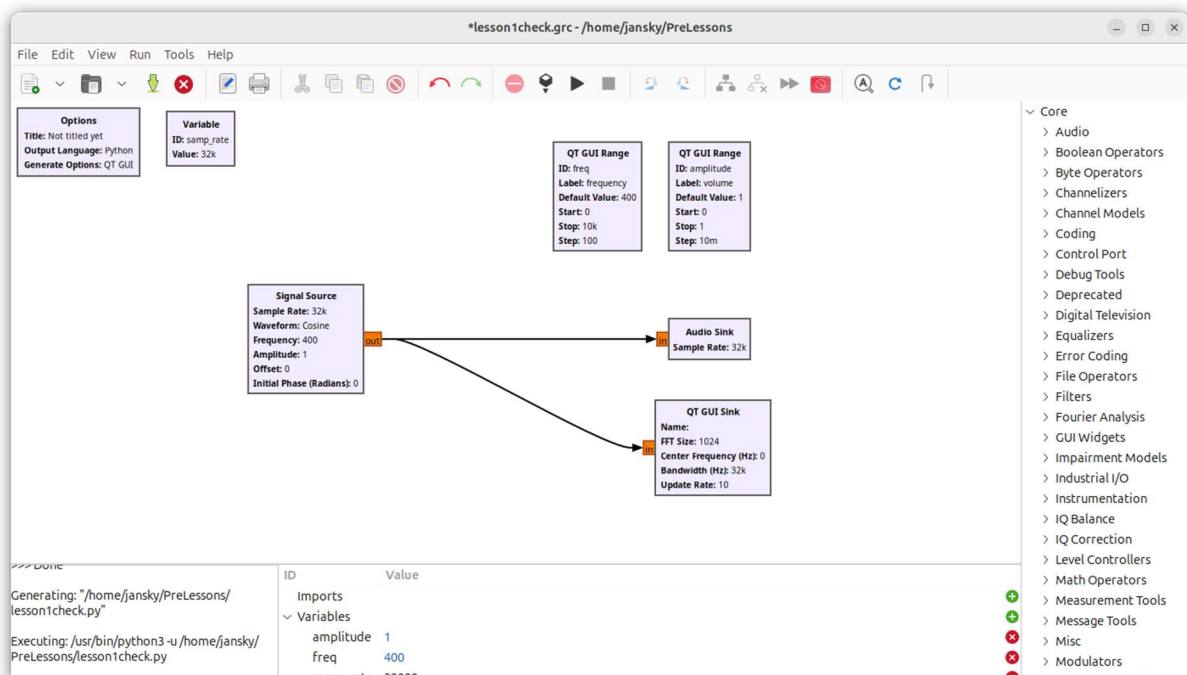 *lesson1check.grc - /home/jansky/PreLessons
File Edit View Run Tools Help
Options
Title: Not titled yet
Output Language: Python
Generate Options: QT GUI
Variable
ID: samp_rate
Value: 32k
QT GUI Range
ID: freq
Label: frequency
Default Value: 400
Start: 0
Stop: 10k
Step: 100
QT GUI Range
ID: amplitude
Label: volume
Default Value: 1
Start: 0
Stop: 1
Step: 10m
Signal Source
Sample Rate: 32k
Waveform: Cosine
Frequency: 400
Amplitude: 1
Offset: 0
Initial Phase (Radians): 0
out
in
Audio Sink
Sample Rate: 32k
in
QT GUI Sink
Name:
FFT Size: 1024
Center Frequency (Hz): 0
Bandwidth (Hz): 32k
Update Rate: 10
Core
Audio
Boolean Operators
Byte Operators
Channelizers
Channel Models
Coding
Control Port
Debug Tools
Deprecated
Digital Television
Equalizers
Error Coding
File Operators
Filters
Fourier Analysis
GUI Widgets
Impairment Models
Industrial I/O
Instrumentation
IQ Balance
IQ Correction
Level Controllers
Math Operators
Measurement Tools
Message Tools
Misc
Modulators
>>> Done
Generating: "/home/jansky/PreLessons/
lesson1check.py"
Executing: /usr/bin/python3 -u /home/jansky/
PreLessons/lesson1check.py
ID Value
Imports
Variables
amplitude 1
freq 400